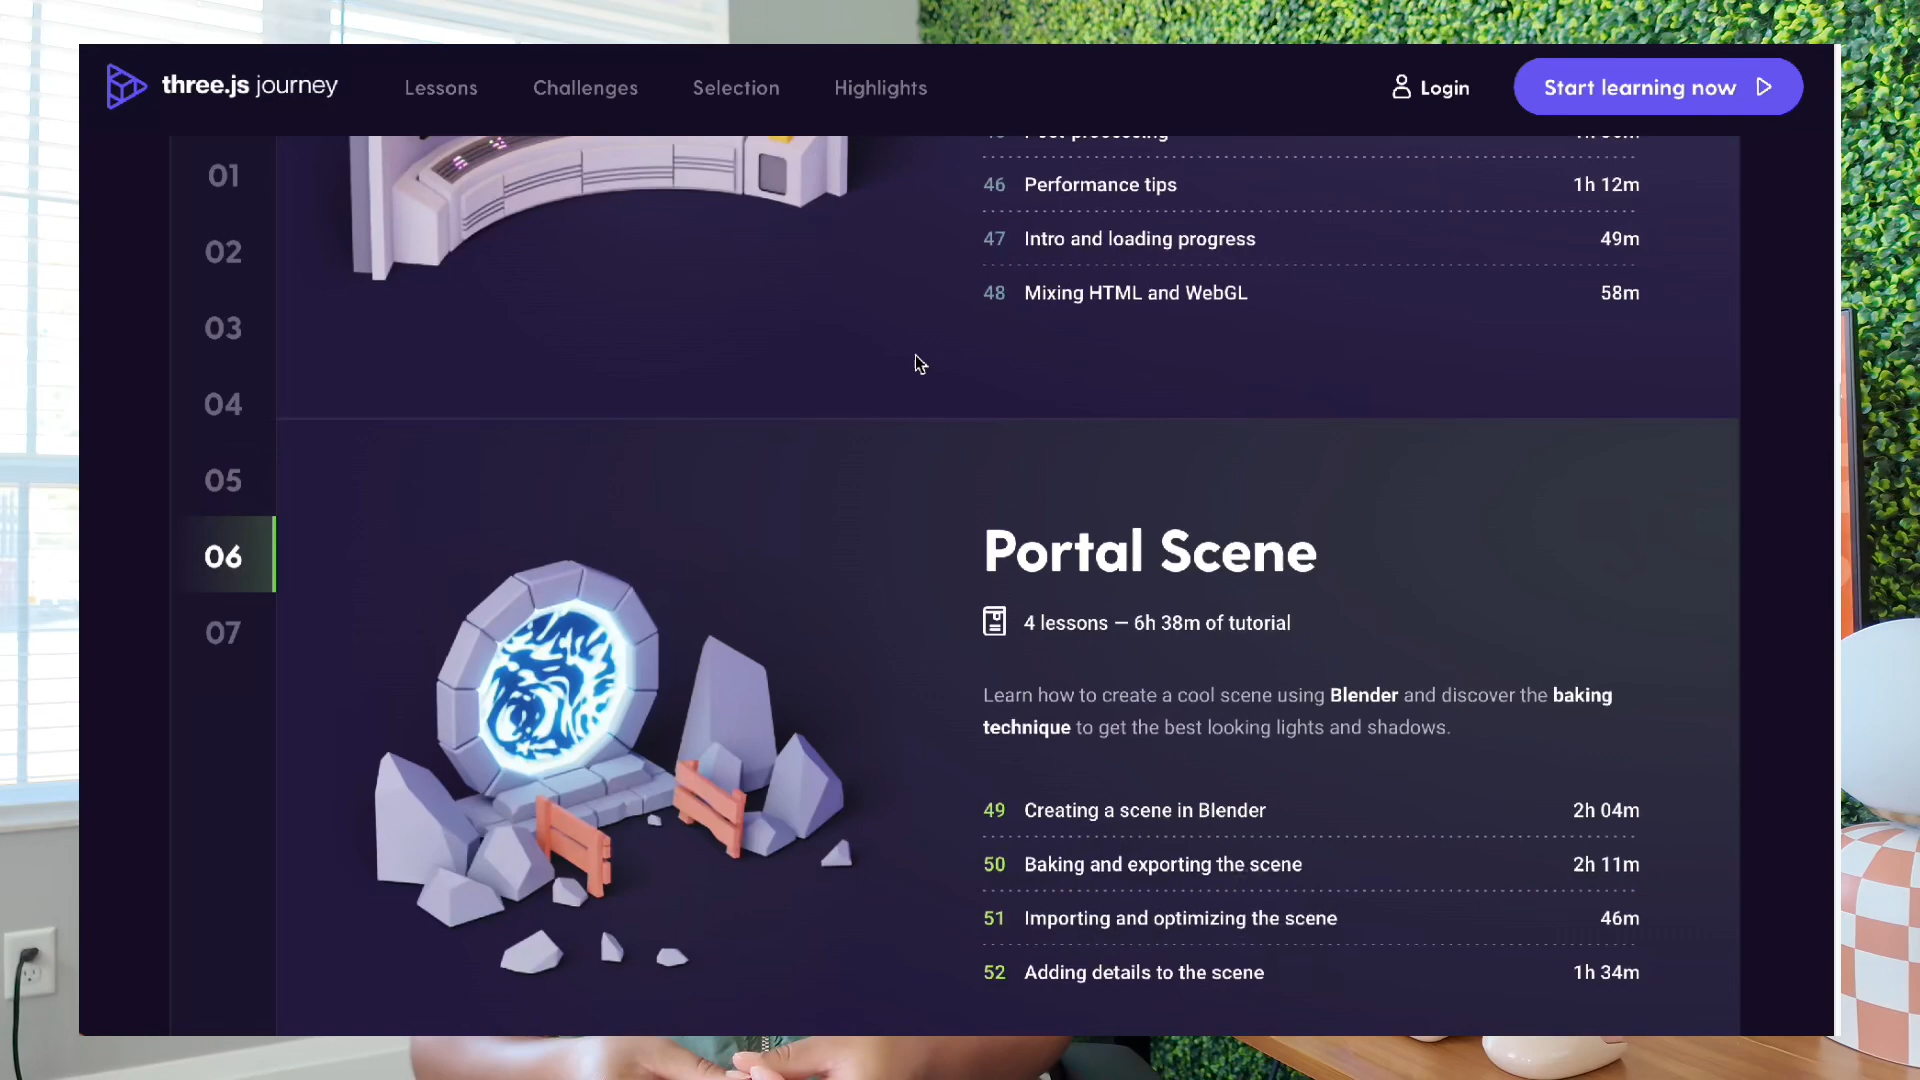 three.js journey
Lessons
Challenges
Selection
Highlights
Login
Start learning now
01
02
03
04
05
06
07
46 Performance tips 1h 12m
47 Intro and loading progress 49m
48 Mixing HTML and WebGL 58m
Portal Scene
4 lessons — 6h 38m of tutorial
Learn how to create a cool scene using Blender and discover the baking
technique to get the best looking lights and shadows.
49 Creating a scene in Blender 2h 04m
50 Baking and exporting the scene 2h 11m
51 Importing and optimizing the scene 46m
52 Adding details to the scene 1h 34m